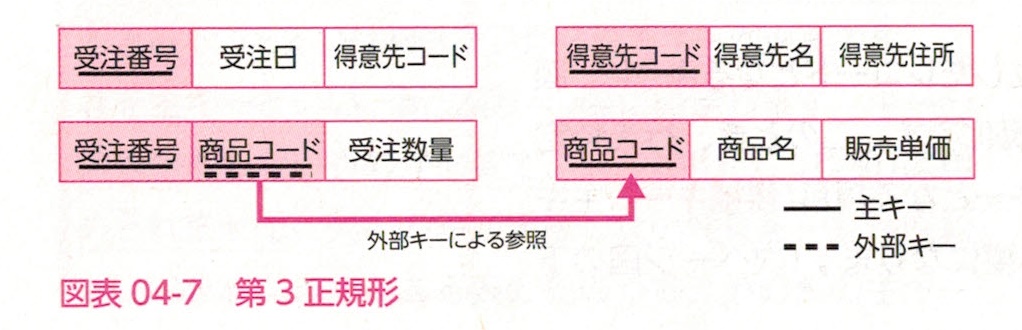 受注番号 受注日 得意先コード
得意先コード 得意先名 得意先住所
受注番号 商品コード 受注数量
商品コード 商品名 販売単価
外部キーによる参照
主キー
外部キー
図表 04-7 第 3 正規形